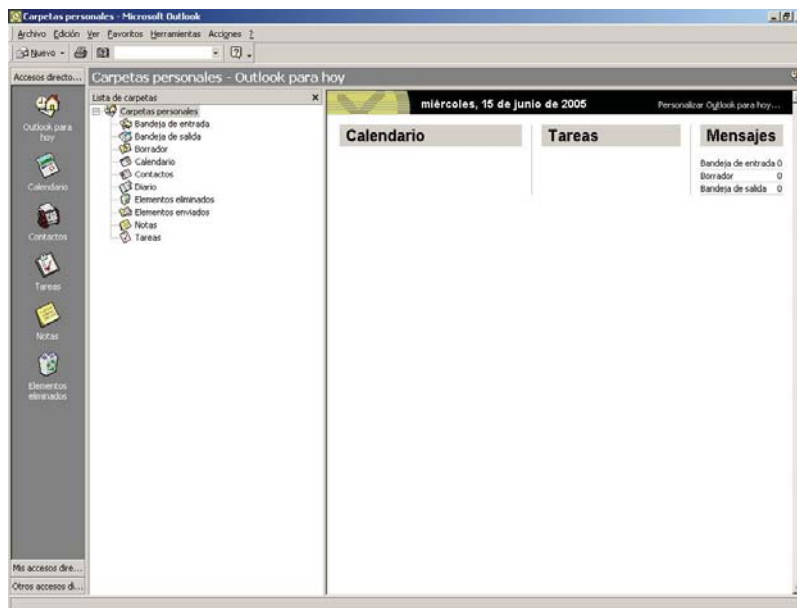 Carpetas personales - Microsoft Outlook
Archivo Edición Ver Favoritos Herramientas Acciones ?
Nuevo
Accesos directo...
Carpetas personales - Outlook para hoy
Outlook para hoy
Calendario
Contactos
Tareas
Notas
Elementos eliminados
Mis accesos dire...
Otros accesos di...
Lista de carpetas
Carpetas personales
Bandeja de entrada
Bandeja de salida
Borrador
Calendario
Contactos
Diario
Elementos eliminados
Elementos enviados
Notas
Tareas
miércoles, 15 de junio de 2005
Personalizar Outlook para hoy...
Calendario
Tareas
Mensajes
Bandeja de entrada 0
Borrador 0
Bandeja de salida 0